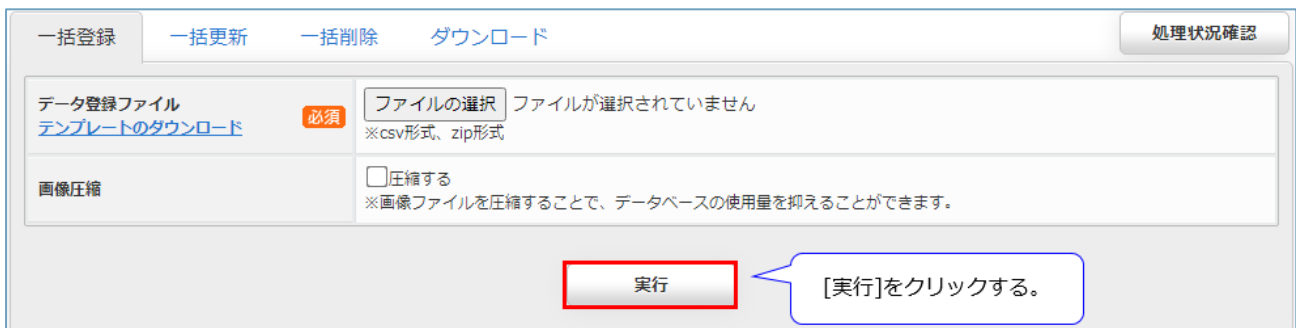 一括登録 一括更新 一括削除 ダウンロード 処理状況確認
データ登録ファイル
テンプレートのダウンロード
必須
ファイルの選択 ファイルが選択されていません
※csv形式、zip形式
画像圧縮
圧縮する
※画像ファイルを圧縮することで、データベースの使用量を抑えることができます。
実行
[実行]をクリックする。